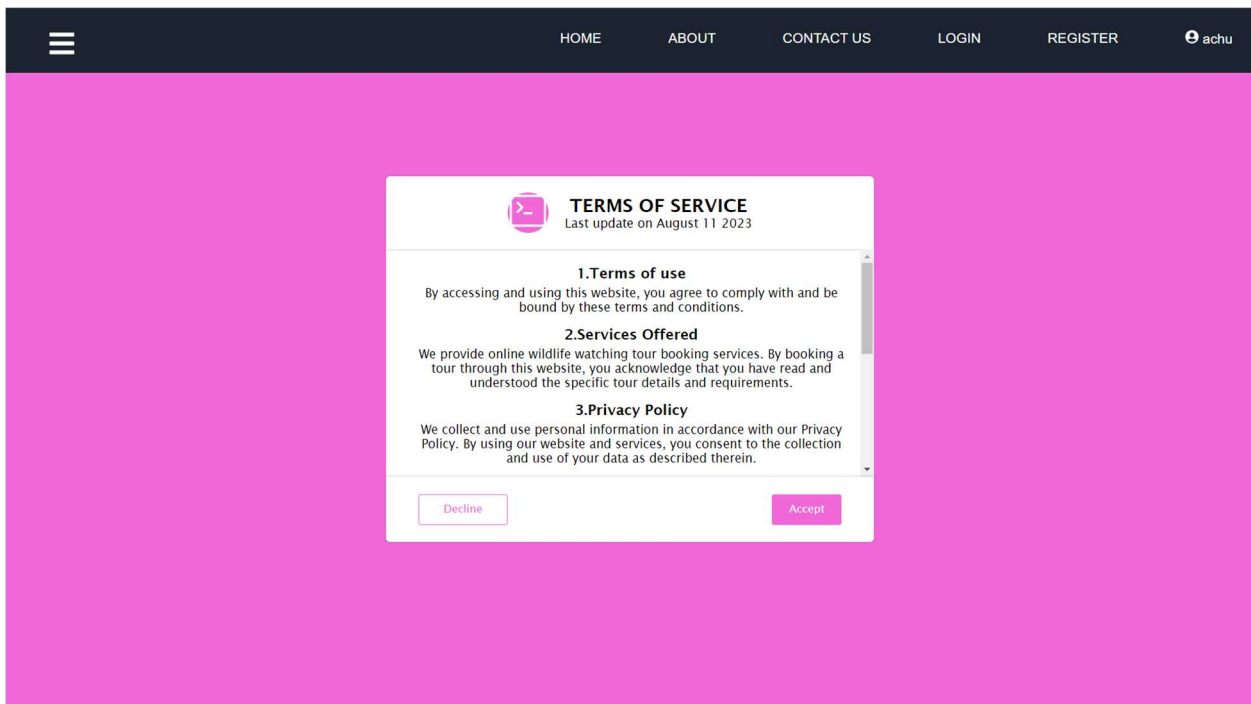 HOME ABOUT CONTACT US LOGIN REGISTER achu
>_
TERMS OF SERVICE
Last update on August 11 2023
1.Terms of use
By accessing and using this website, you agree to comply with and be
bound by these terms and conditions.
2.Services Offered
We provide online wildlife watching tour booking services. By booking a
tour through this website, you acknowledge that you have read and
understood the specific tour details and requirements.
3.Privacy Policy
We collect and use personal information in accordance with our Privacy
Policy. By using our website and services, you consent to the collection
and use of your data as described therein.
Decline Accept